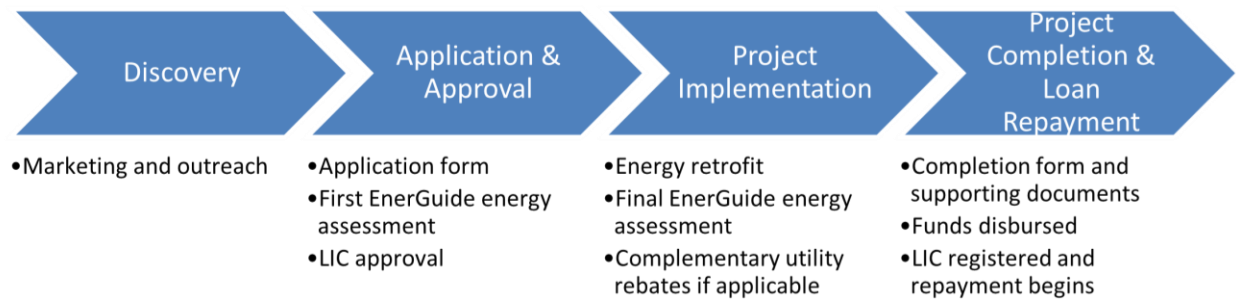 Discovery
•Marketing and outreach
Application &
Approval
•Application form
•First EnerGuide energy
assessment
•LIC approval
Project
Implementation
•Energy retrofit
•Final EnerGuide energy
assessment
•Complementary utility
rebates if applicable
Project
Completion &
Loan
Repayment
•Completion form and
supporting documents
•Funds disbursed
•LIC registered and
repayment begins